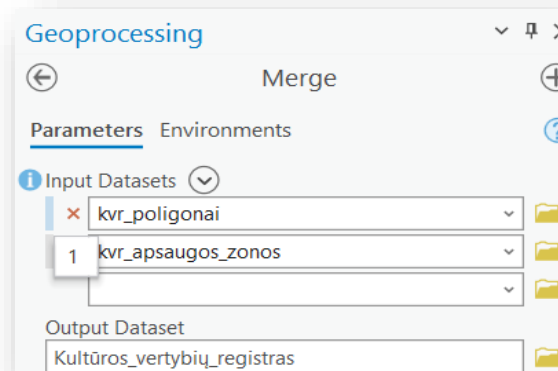 Geoprocessing
Merge
Parameters Environments
Input Datasets
kvr_poligonai
1 kvr_apsaugos_zonos
Output Dataset
Kultūros_vertybių_registras